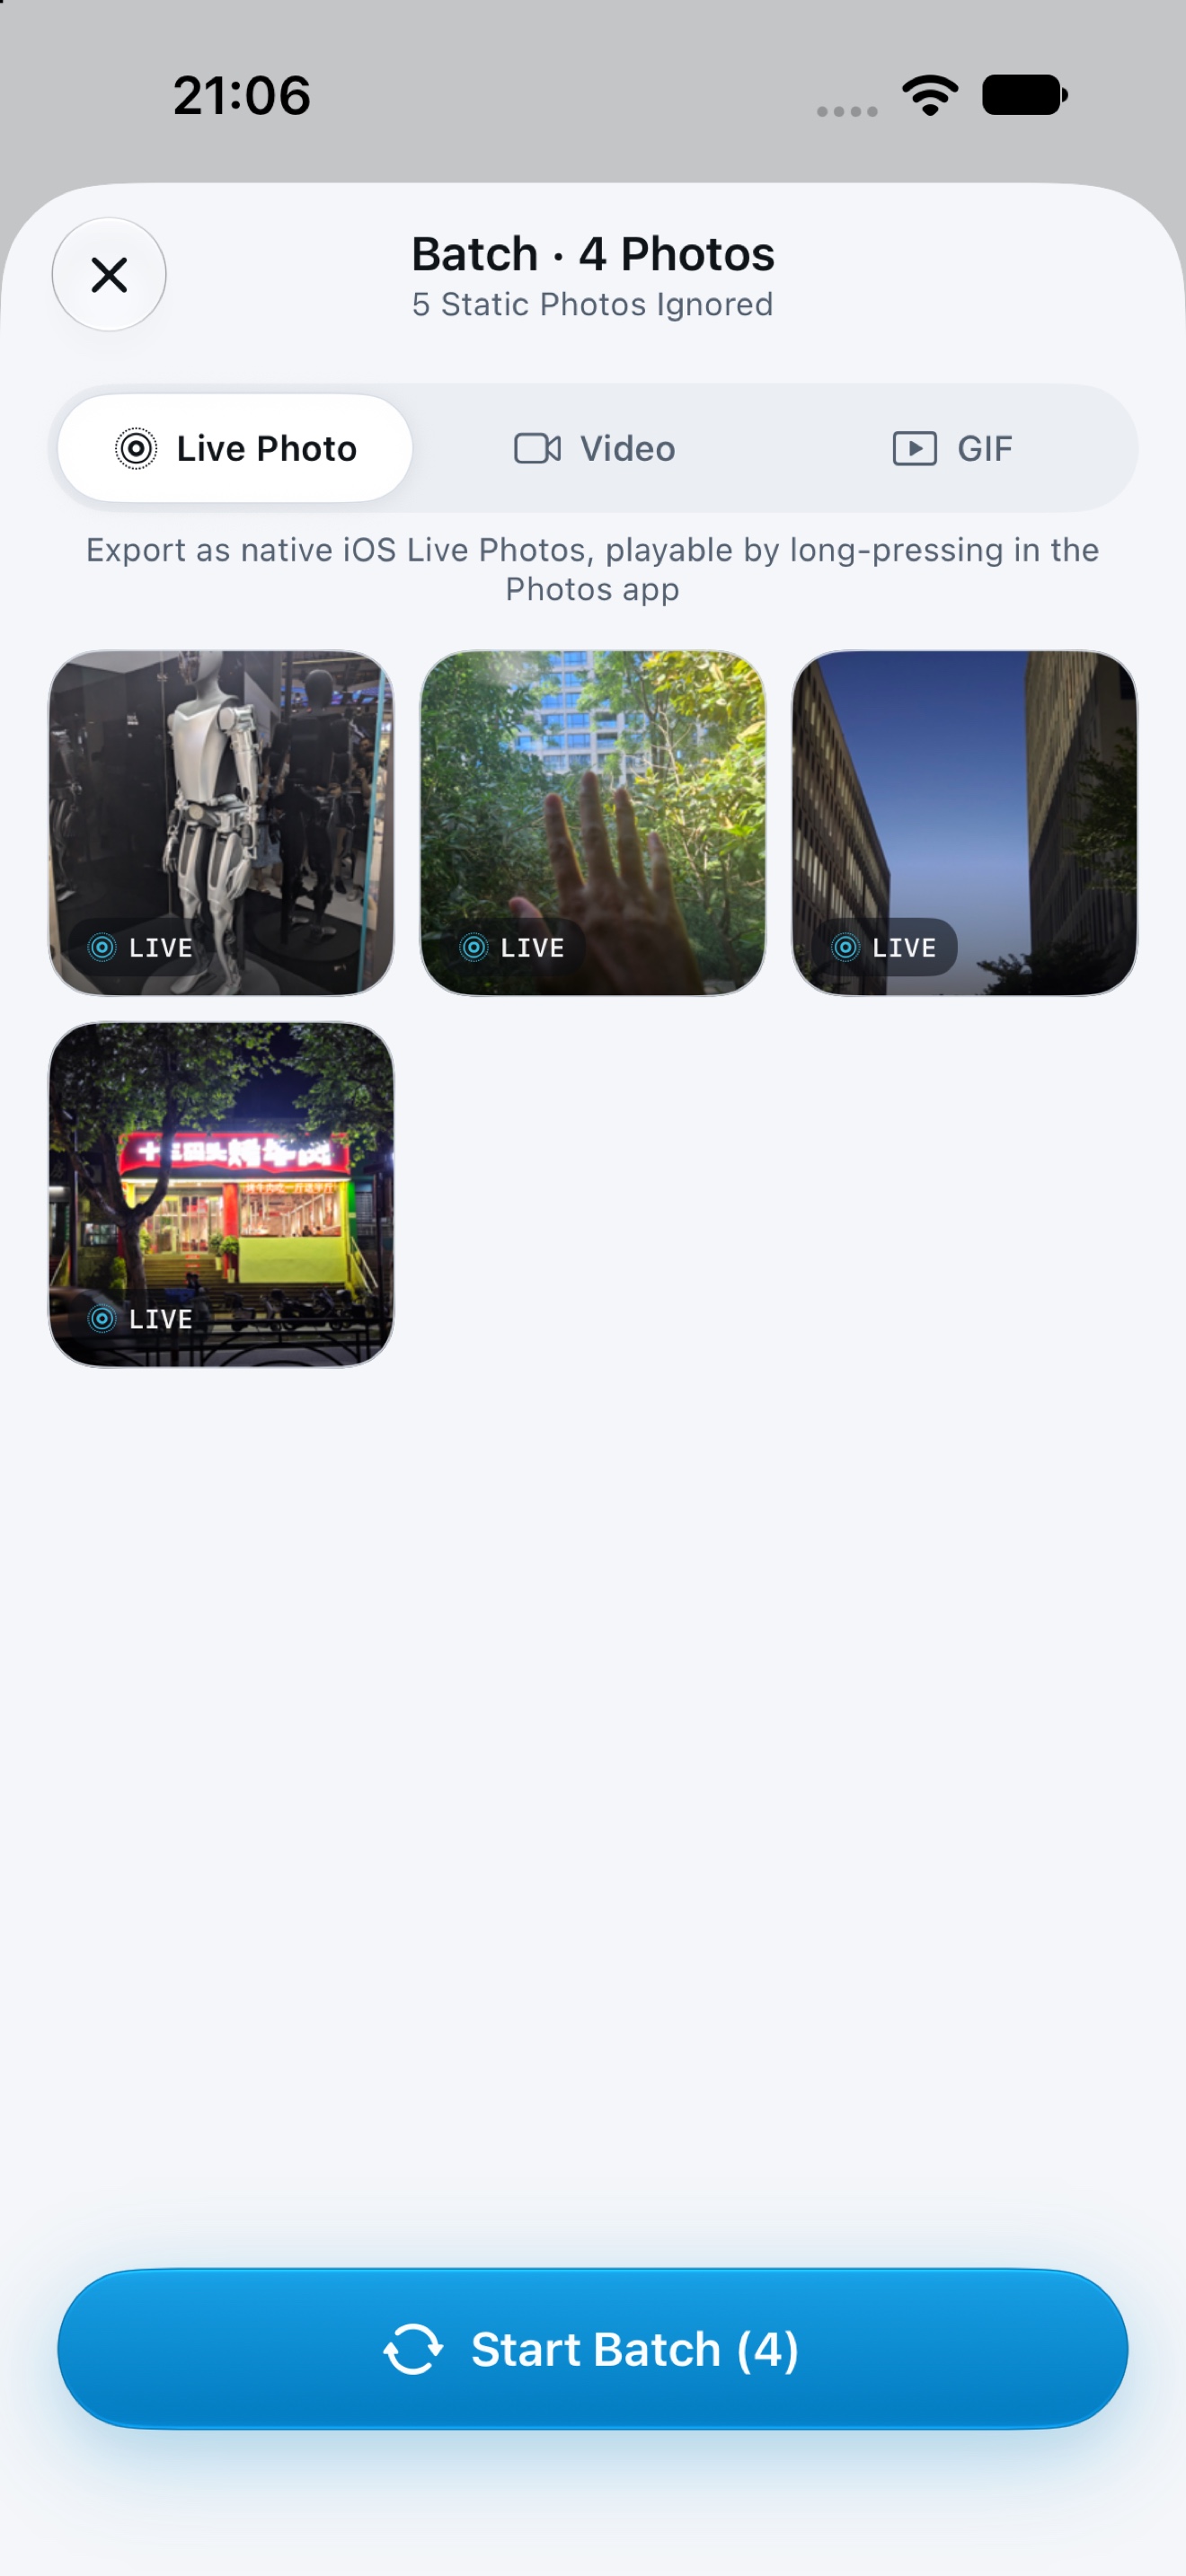 21:06
Batch · 4 Photos
5 Static Photos Ignored
Live Photo
Video
GIF
Export as native iOS Live Photos, playable by long-pressing in the
Photos app
LIVE
LIVE
LIVE
LIVE
Start Batch (4)